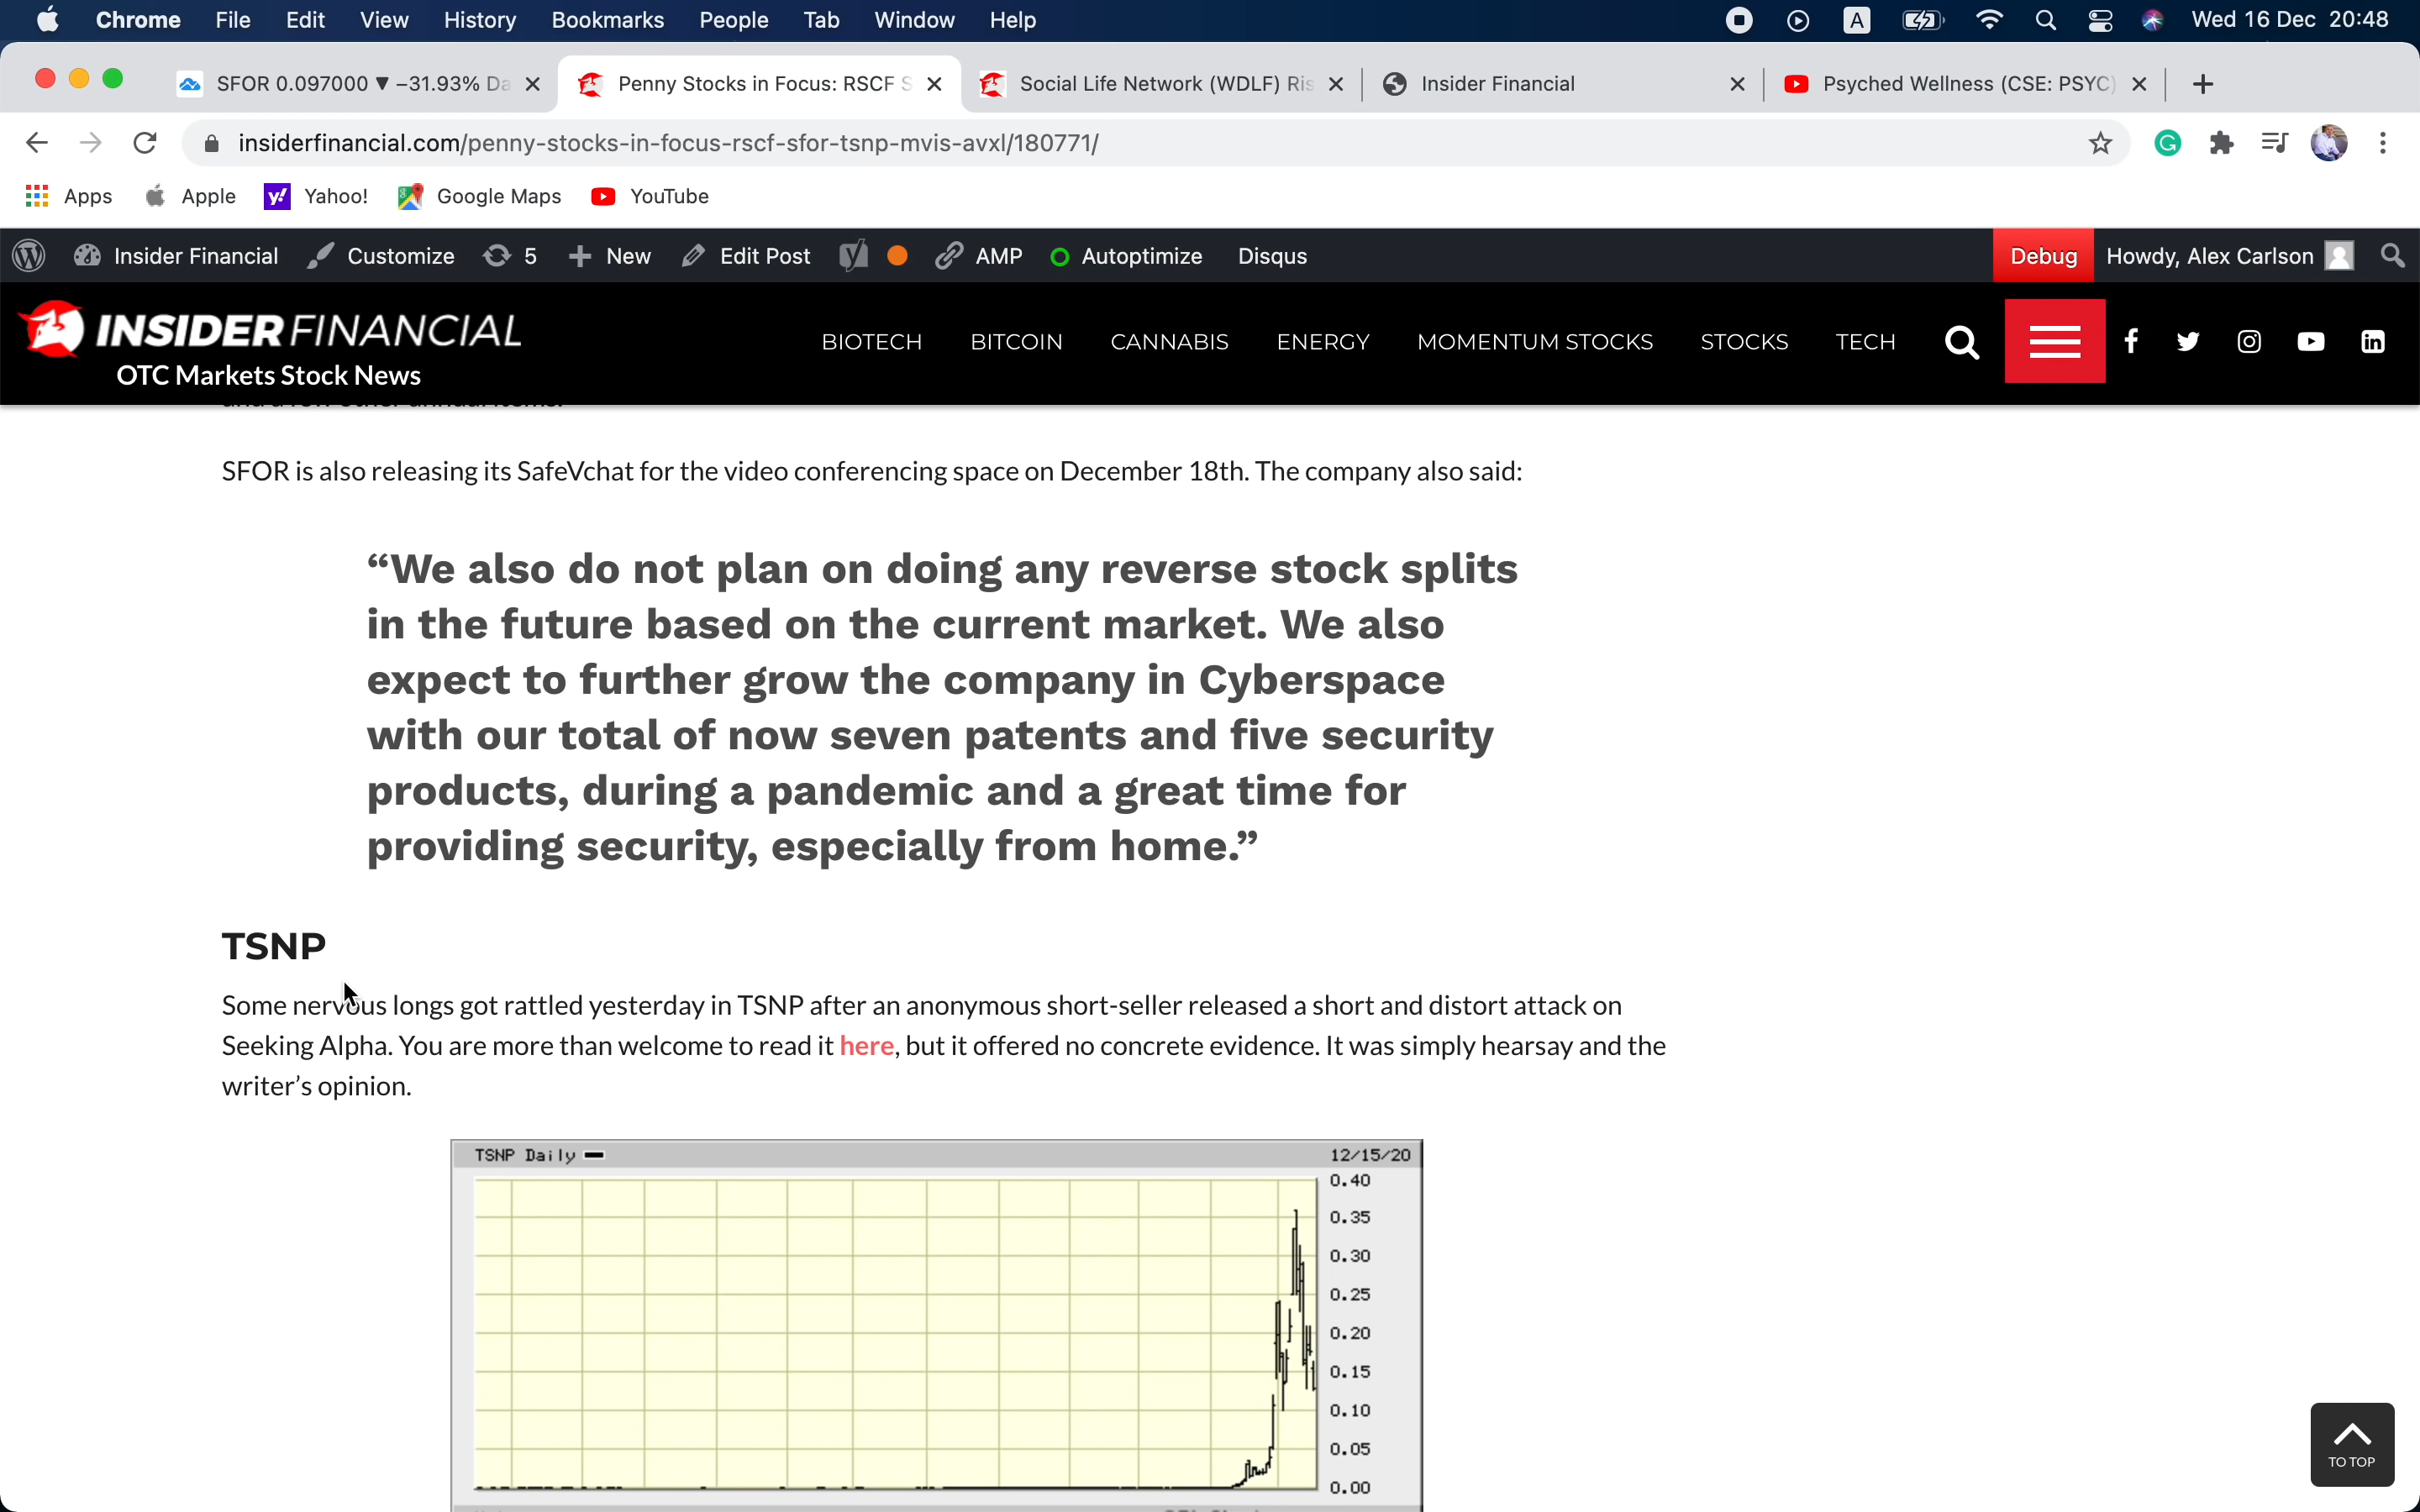 Chrome File Edit View History Bookmarks People Tab Window Help A Wed 16 Dec 20:48
SFOR 0.097000 ▼ −31.93% Da Penny Stocks in Focus: RSCF S Social Life Network (WDLF) Ris Insider Financial Psyched Wellness (CSE: PSYC)
insiderfinancial.com/penny-stocks-in-focus-rscf-sfor-tsnp-mvis-avxl/180771/
Apps Apple Yahoo! Google Maps YouTube
Insider Financial Customize 5 New Edit Post AMP Autoptimize Disqus Debug Howdy, Alex Carlson
INSIDER FINANCIAL
OTC Markets Stock News
BIOTECH BITCOIN CANNABIS ENERGY MOMENTUM STOCKS STOCKS TECH
SFOR is also releasing its SafeVchat for the video conferencing space on December 18th. The company also said:
“We also do not plan on doing any reverse stock splits
in the future based on the current market. We also
expect to further grow the company in Cyberspace
with our total of now seven patents and five security
products, during a pandemic and a great time for
providing security, especially from home.”
TSNP
Some nervous longs got rattled yesterday in TSNP after an anonymous short-seller released a short and distort attack on
Seeking Alpha. You are more than welcome to read it here, but it offered no concrete evidence. It was simply hearsay and the
writer’s opinion.
TSNP Daily 12/15/20
0.40
0.35
0.30
0.25
0.20
0.15
0.10
0.05
0.00
TO TOP